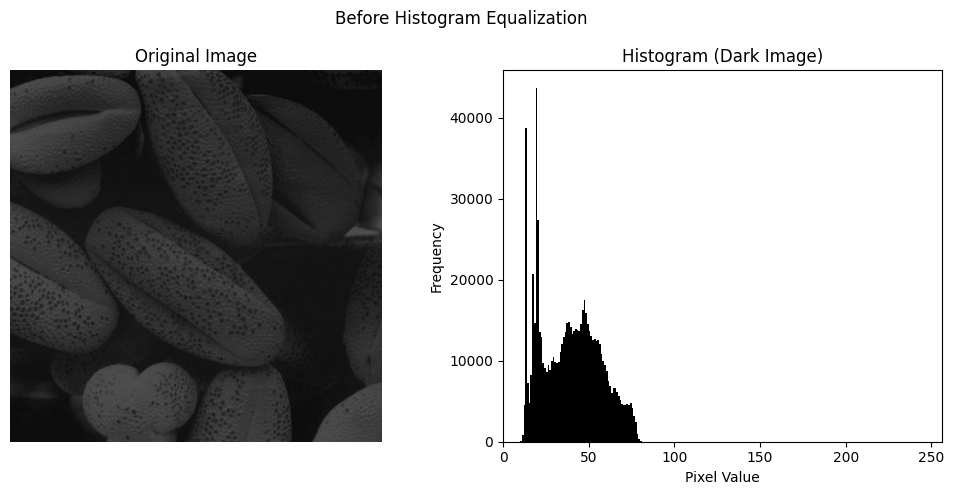 Before Histogram Equalization
Original Image
Histogram (Dark Image)
Frequency
40000
30000
20000
10000
0
0 50 100 150 200 250
Pixel Value